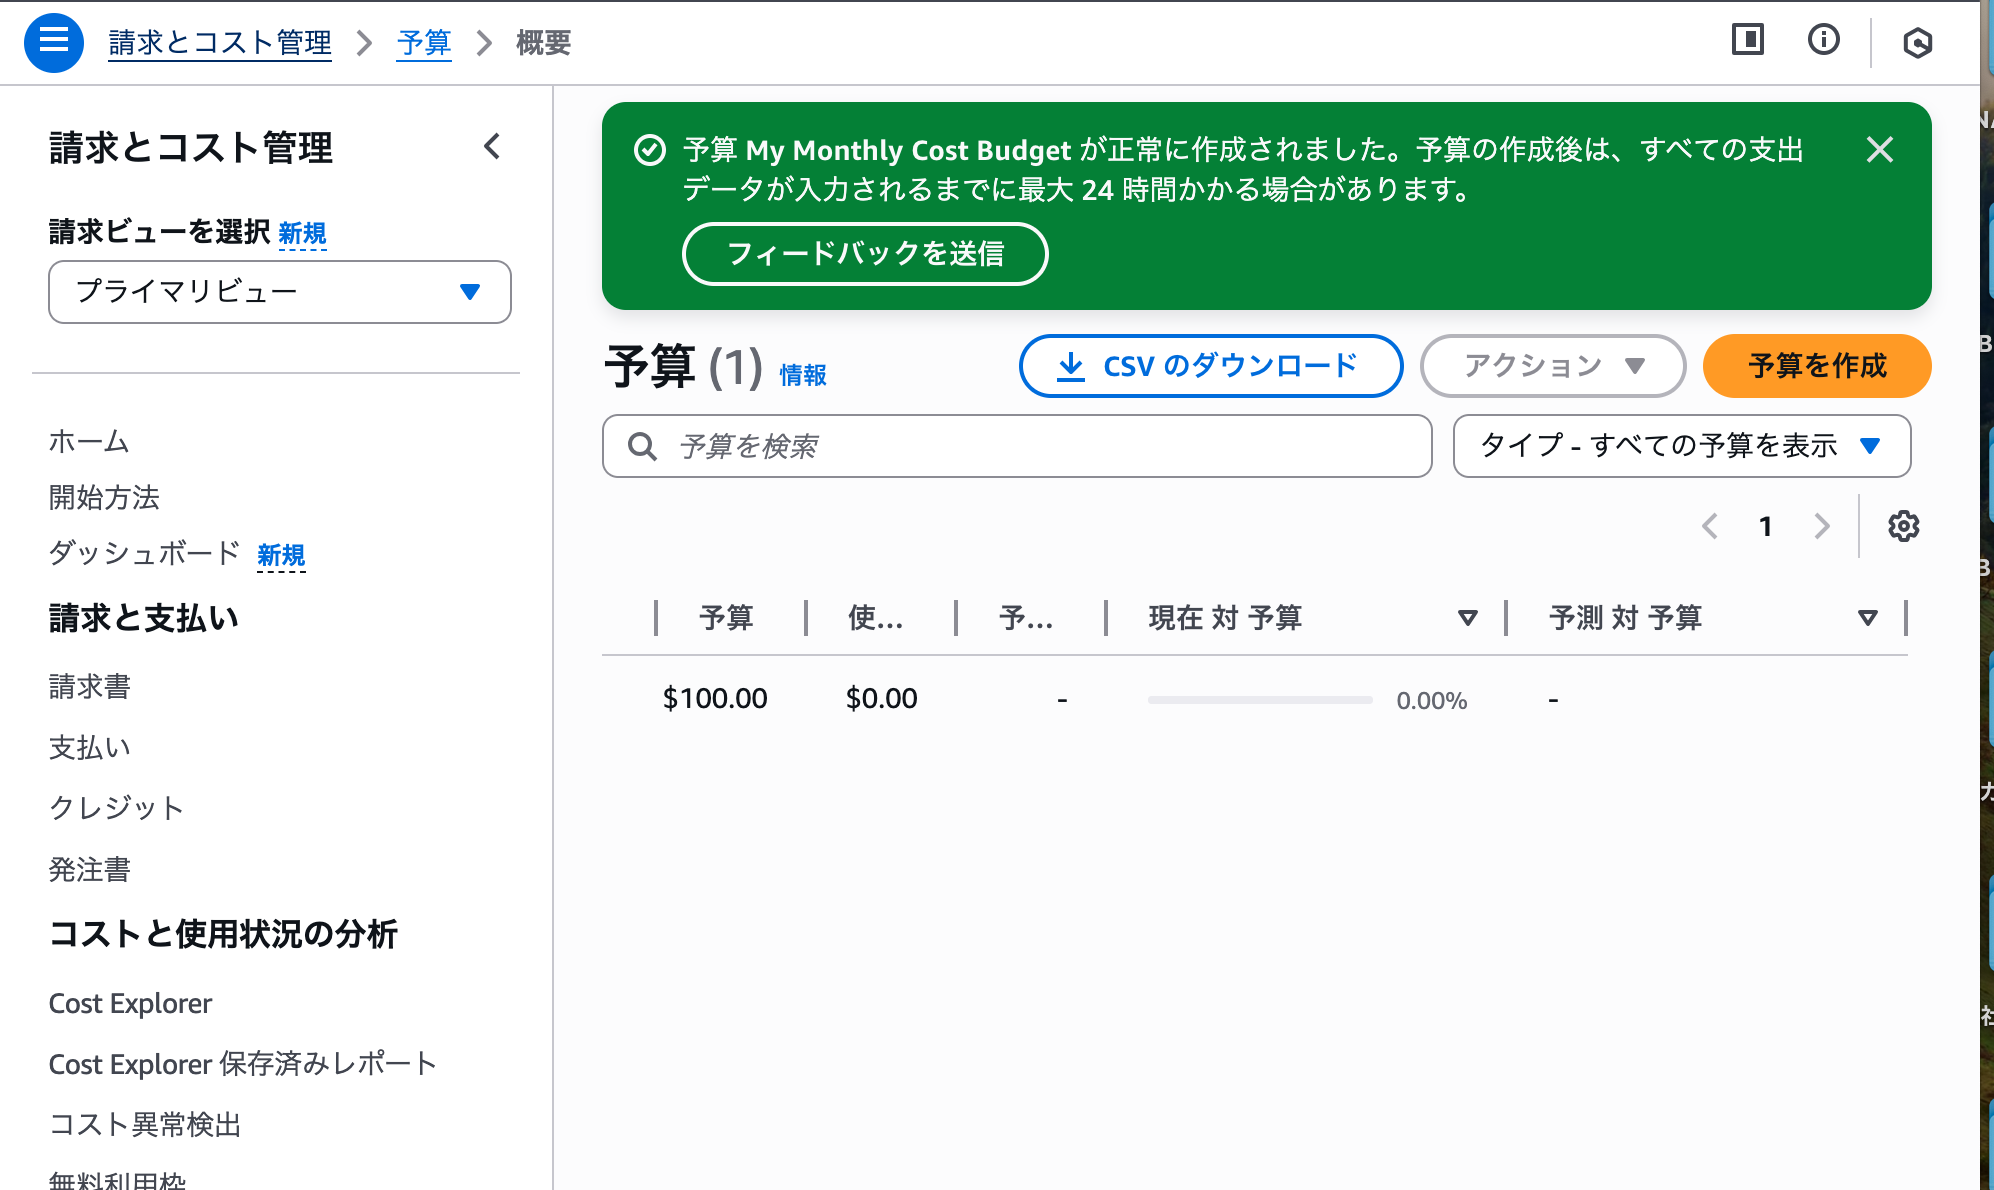 請求とコスト管理 > 予算 > 概要
請求とコスト管理
請求ビューを選択 新規
プライマリビュー
ホーム
開始方法
ダッシュボード 新規
請求と支払い
請求書
支払い
クレジット
発注書
コストと使用状況の分析
Cost Explorer
Cost Explorer 保存済みレポート
コスト異常検出
無料利用枠
予算 My Monthly Cost Budget が正常に作成されました。予算の作成後は、すべての支出
データが入力されるまでに最大 24 時間かかる場合があります。
フィードバックを送信
予算 (1) 情報 CSV のダウンロード アクション 予算を作成
予算を検索 タイプ - すべての予算を表示
1
予算 使... 予... 現在 対 予算 予測 対 予算
$100.00 $0.00 - 0.00% -